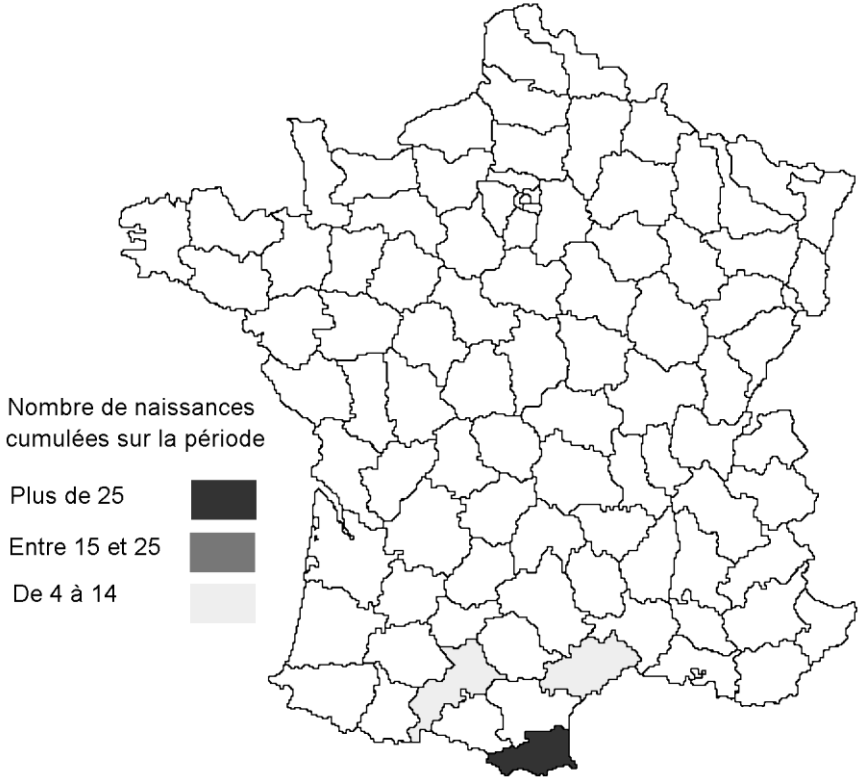 Nombre de naissances
cumulées sur la période
Plus de 25
Entre 15 et 25
De 4 à 14